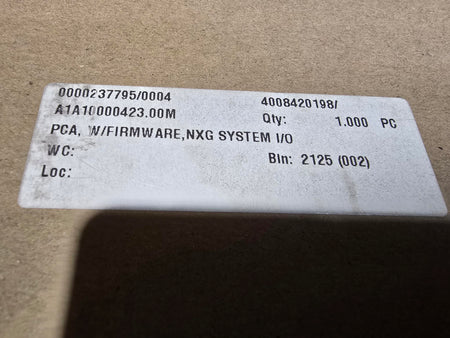 0000237795/0004 4008420198/
A1A10000423.00M Qty: 1.000 PC
PCA, W/FIRMWARE,NXG SYSTEM I/O
WC: Bin: 2125 (002)
Loc: